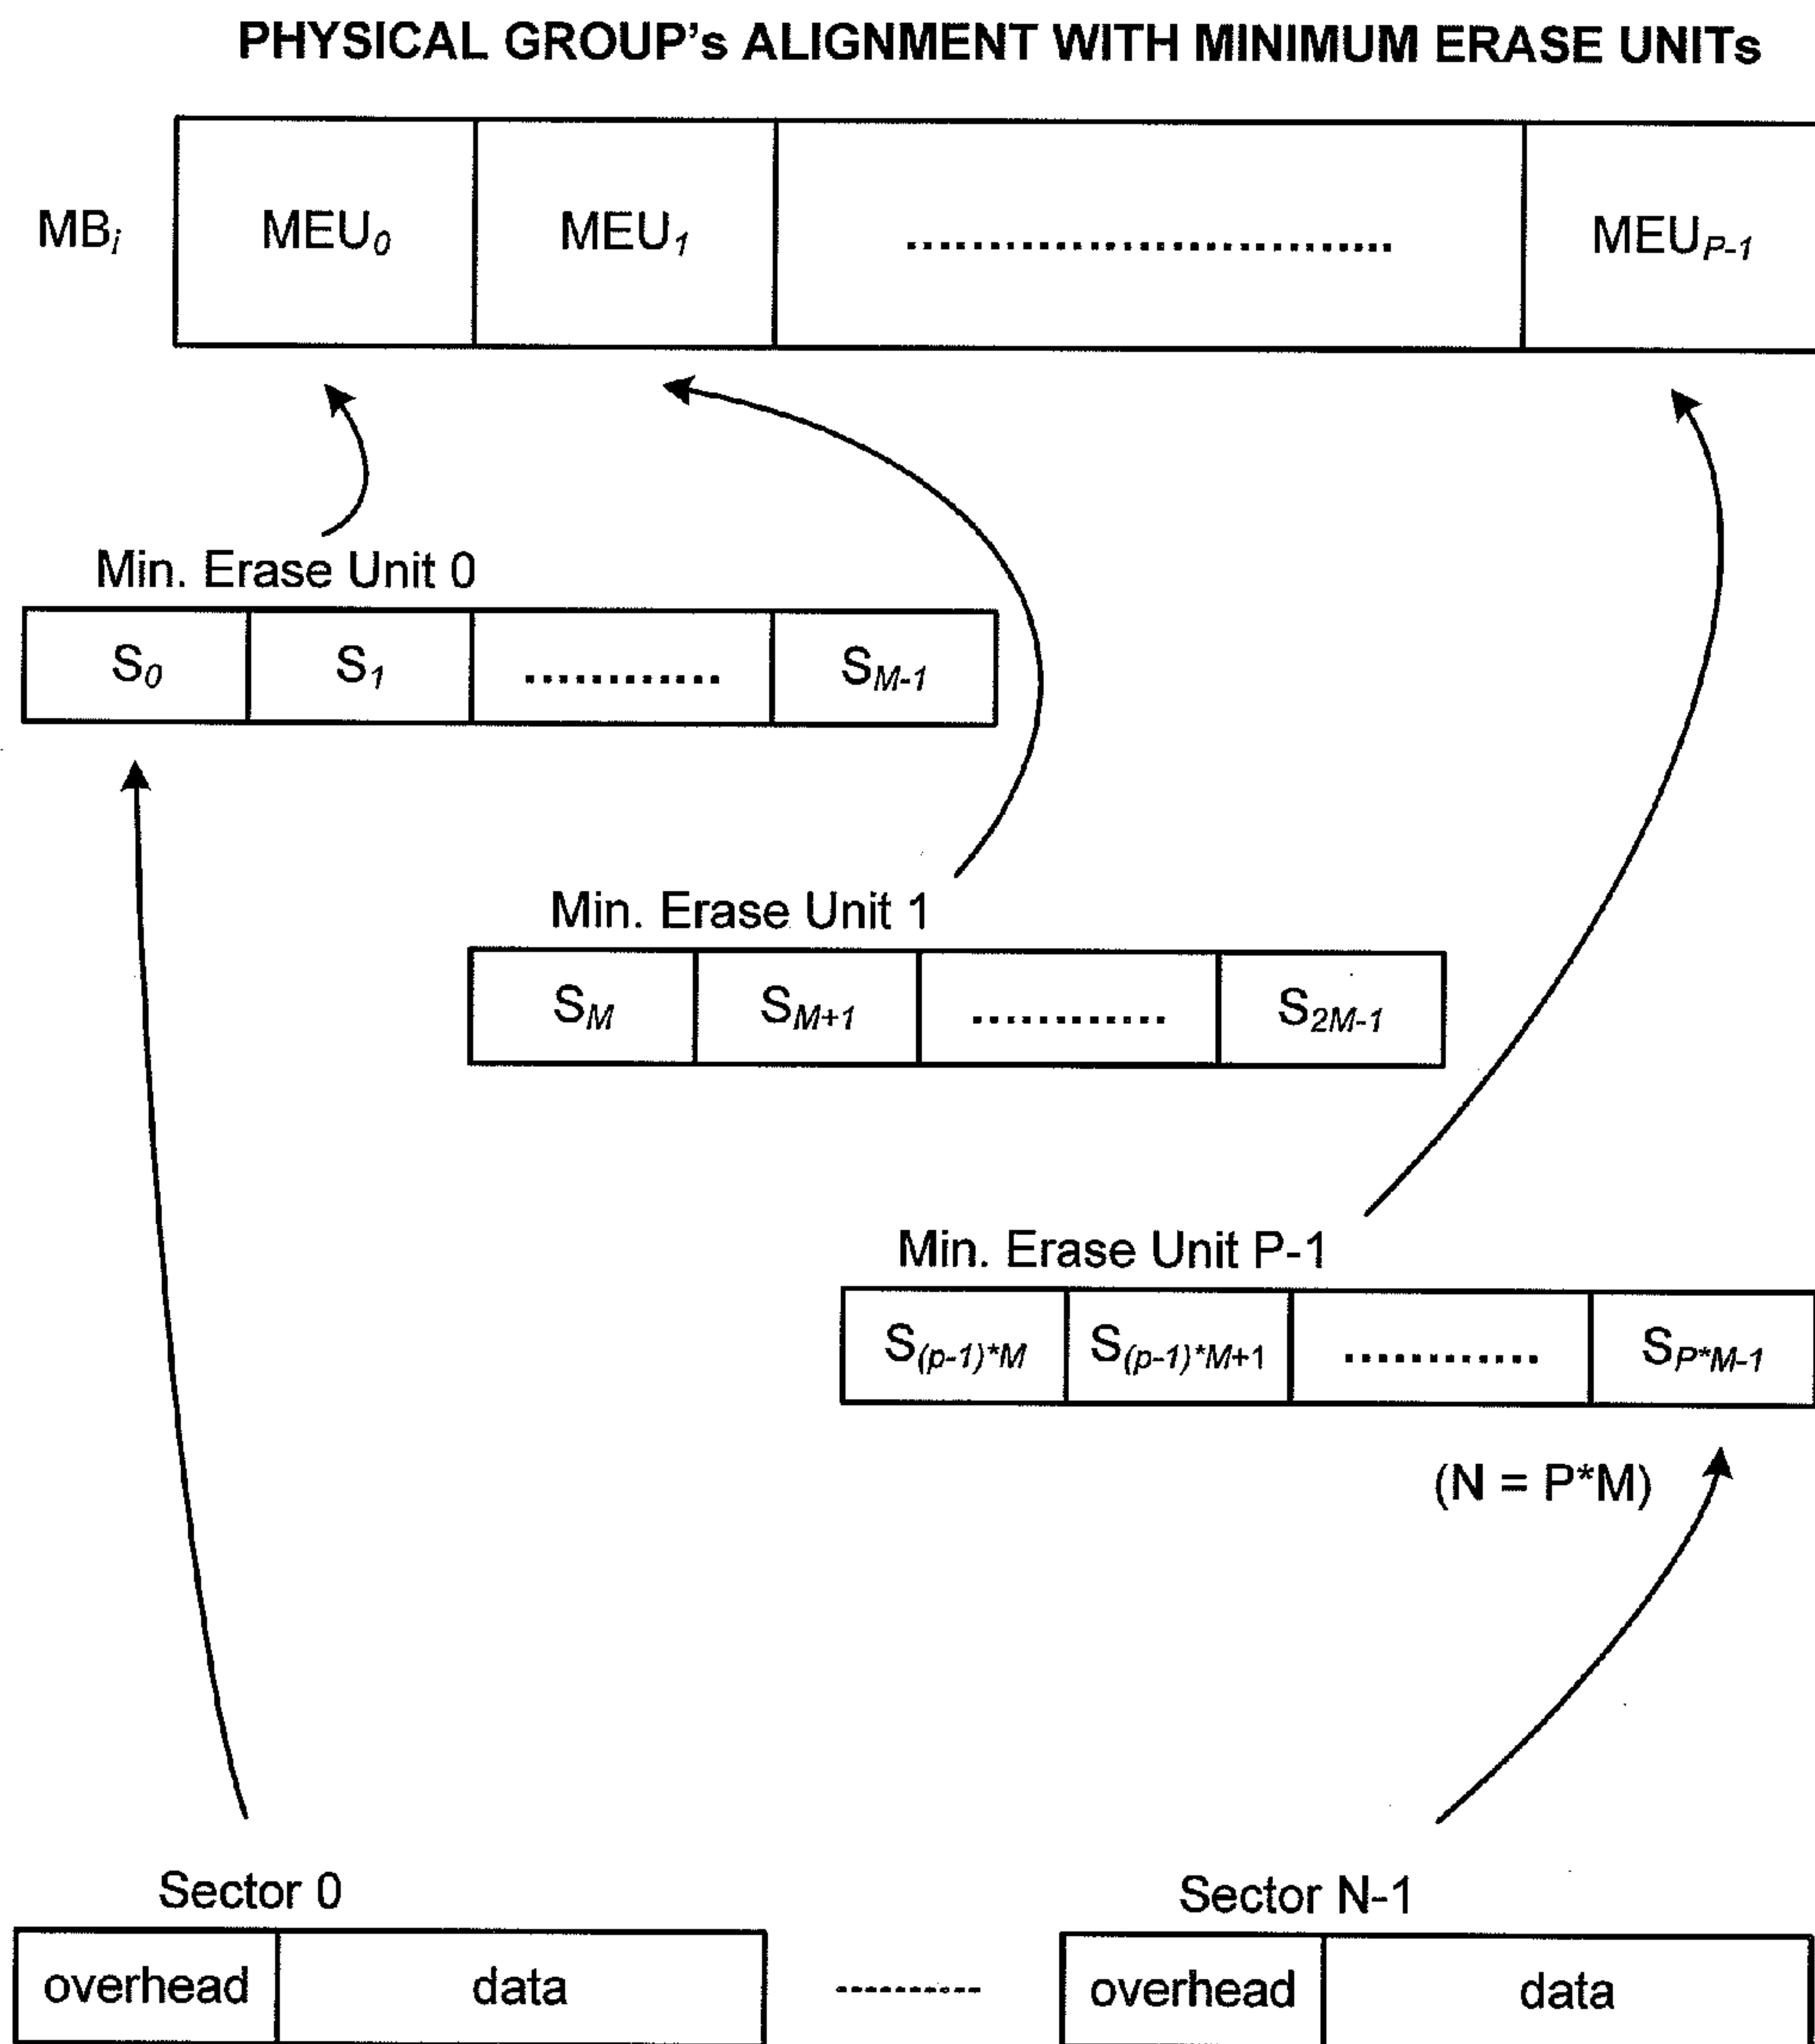 PHYSICAL GROUP's ALIGNMENT WITH MINIMUM ERASE UNITs
MBi MEU0 MEU1 .............................. MEUP-1
Min. Erase Unit 0
S0 S1 ............ SM-1
Min. Erase Unit 1
SM SM+1 ............ S2M-1
Min. Erase Unit P-1
S(p-1)*M S(p-1)*M+1 ............ SP*M-1
(N = P*M)
Sector 0 Sector N-1
overhead data .......... overhead data